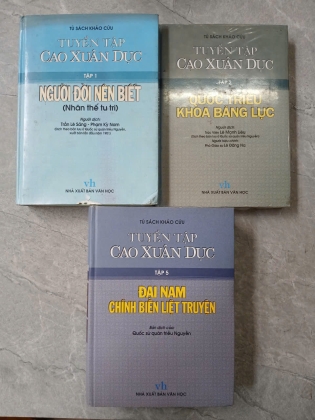 TỦ SÁCH KHẢO CỨU
TUYỂN TẬP
CAO XUÂN DỤC
TẬP 1
NGƯỜI ĐỜI NÊN BIẾT
(Nhân thế tu tri)
Người dịch:
Trần Lê Sáng - Phạm Kỳ Nam
vh
NHÀ XUẤT BẢN VĂN HỌC
TỦ SÁCH KHẢO CỨU
TUYỂN TẬP
CAO XUÂN DỤC
QUỐC TRIỀU
KHOA BẢNG LỤC
Người dịch:
vh
NHÀ XUẤT BẢN VĂN HỌC
TỦ SÁCH KHẢO CỨU
TUYỂN TẬP
CAO XUÂN DỤC
TẬP 5
ĐẠI NAM
CHÍNH BIÊN LIỆT TRUYỆN
Bản dịch của:
Quốc sử quán triều Nguyễn
vh
NHÀ XUẤT BẢN VĂN HỌC